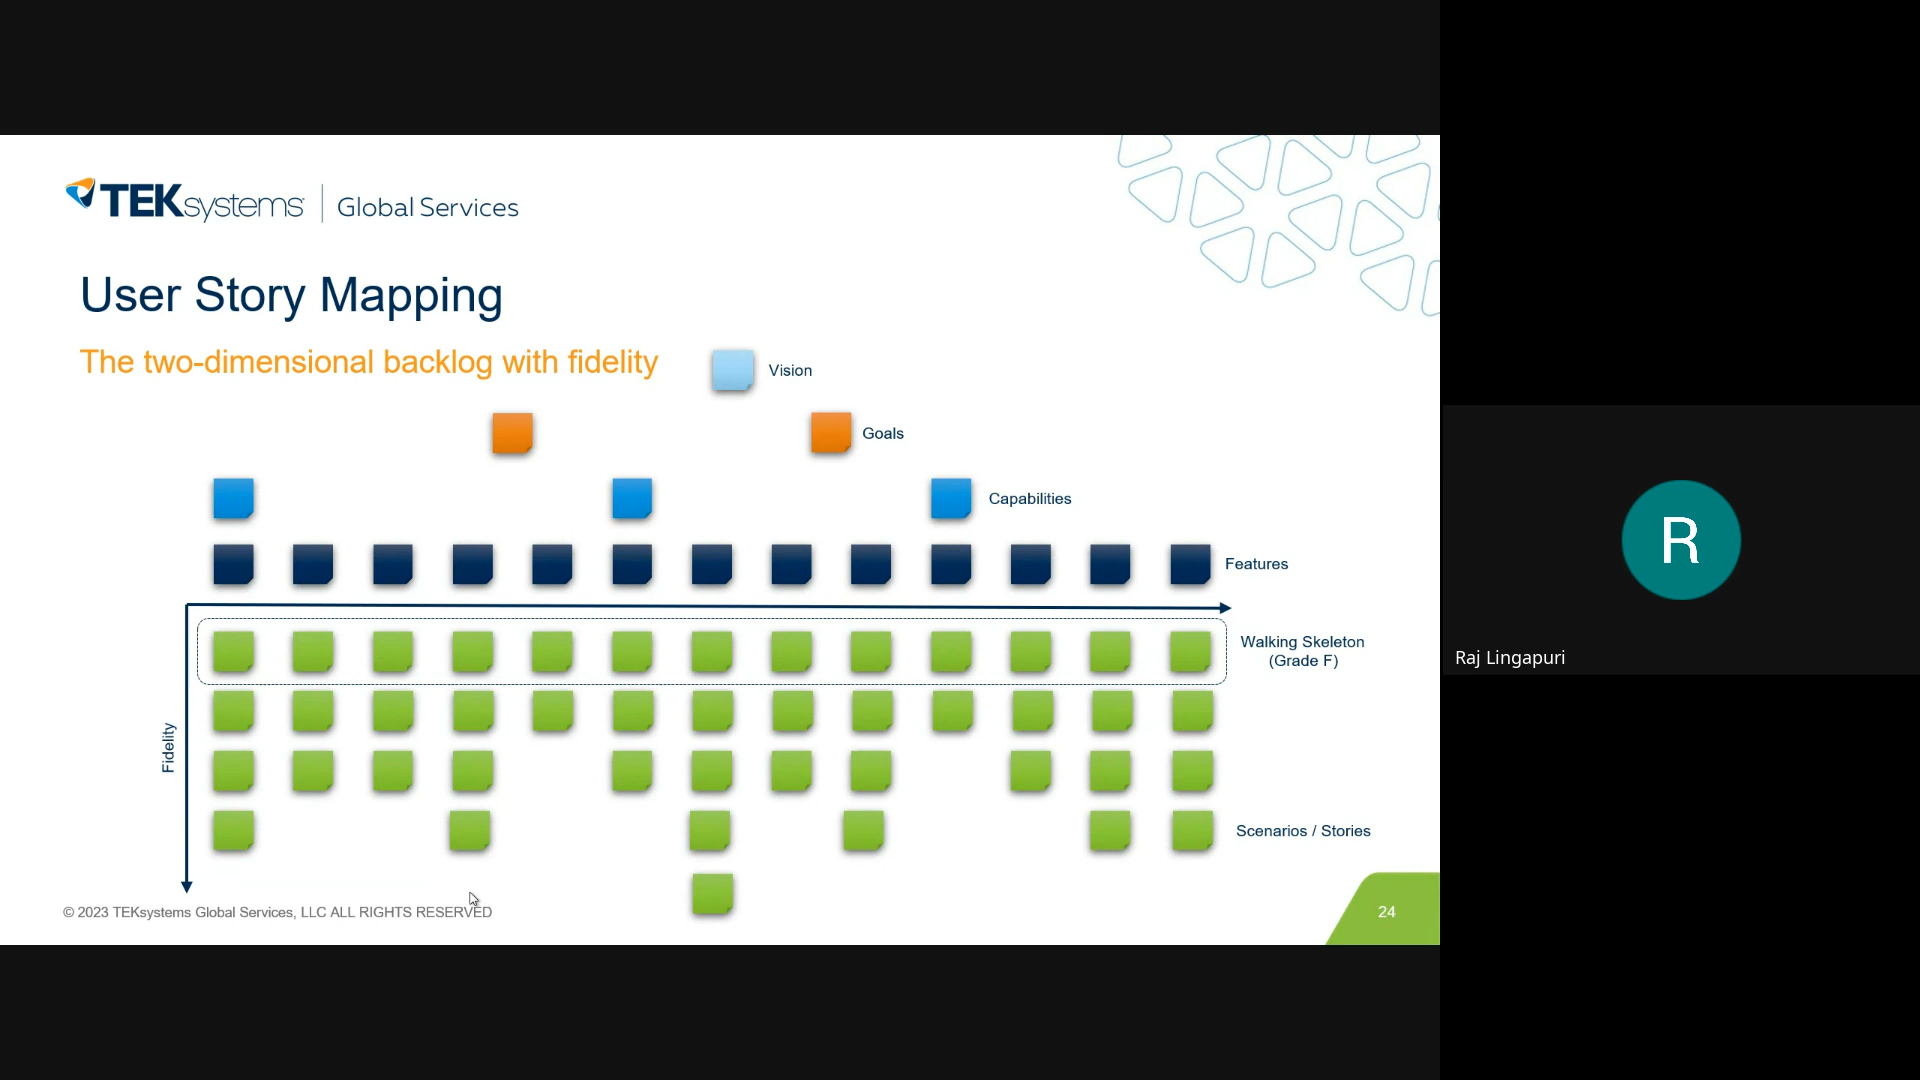 TEKsystems | Global Services
User Story Mapping
The two-dimensional backlog with fidelity
Vision
Goals
Capabilities
Features
Walking Skeleton
(Grade F)
Fidelity
Scenarios / Stories
© 2023 TEKsystems Global Services, LLC ALL RIGHTS RESERVED
24
R
Raj Lingapuri